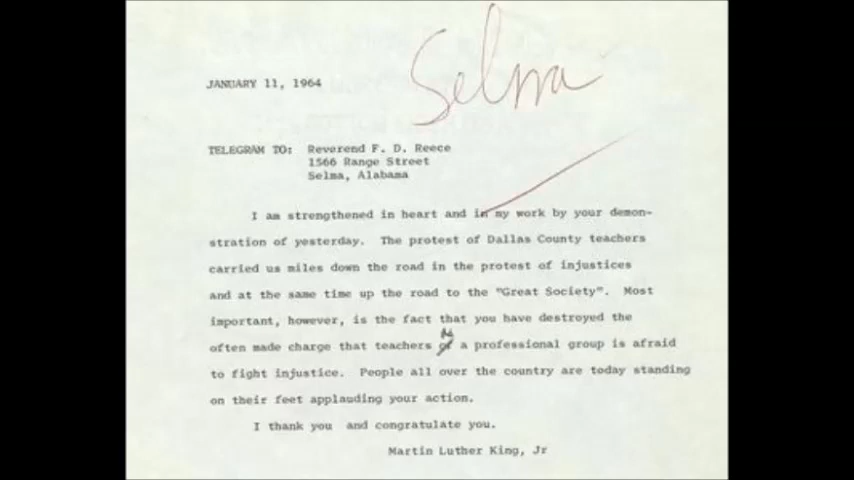 Selma
JANUARY 11, 1964
TELEGRAM TO: Reverend F. D. Reece
1566 Range Street
Selma, Alabama
I am strengthened in heart and in my work by your demon-
stration of yesterday. The protest of Dallas County teachers
carried us miles down the road in the protest of injustices
and at the same time up the road to the "Great Society". Most
important, however, is the fact that you have destroyed the
often made charge that teachers as a professional group is afraid
to fight injustice. People all over the country are today standing
on their feet applauding your action.
I thank you and congratulate you.
Martin Luther King, Jr